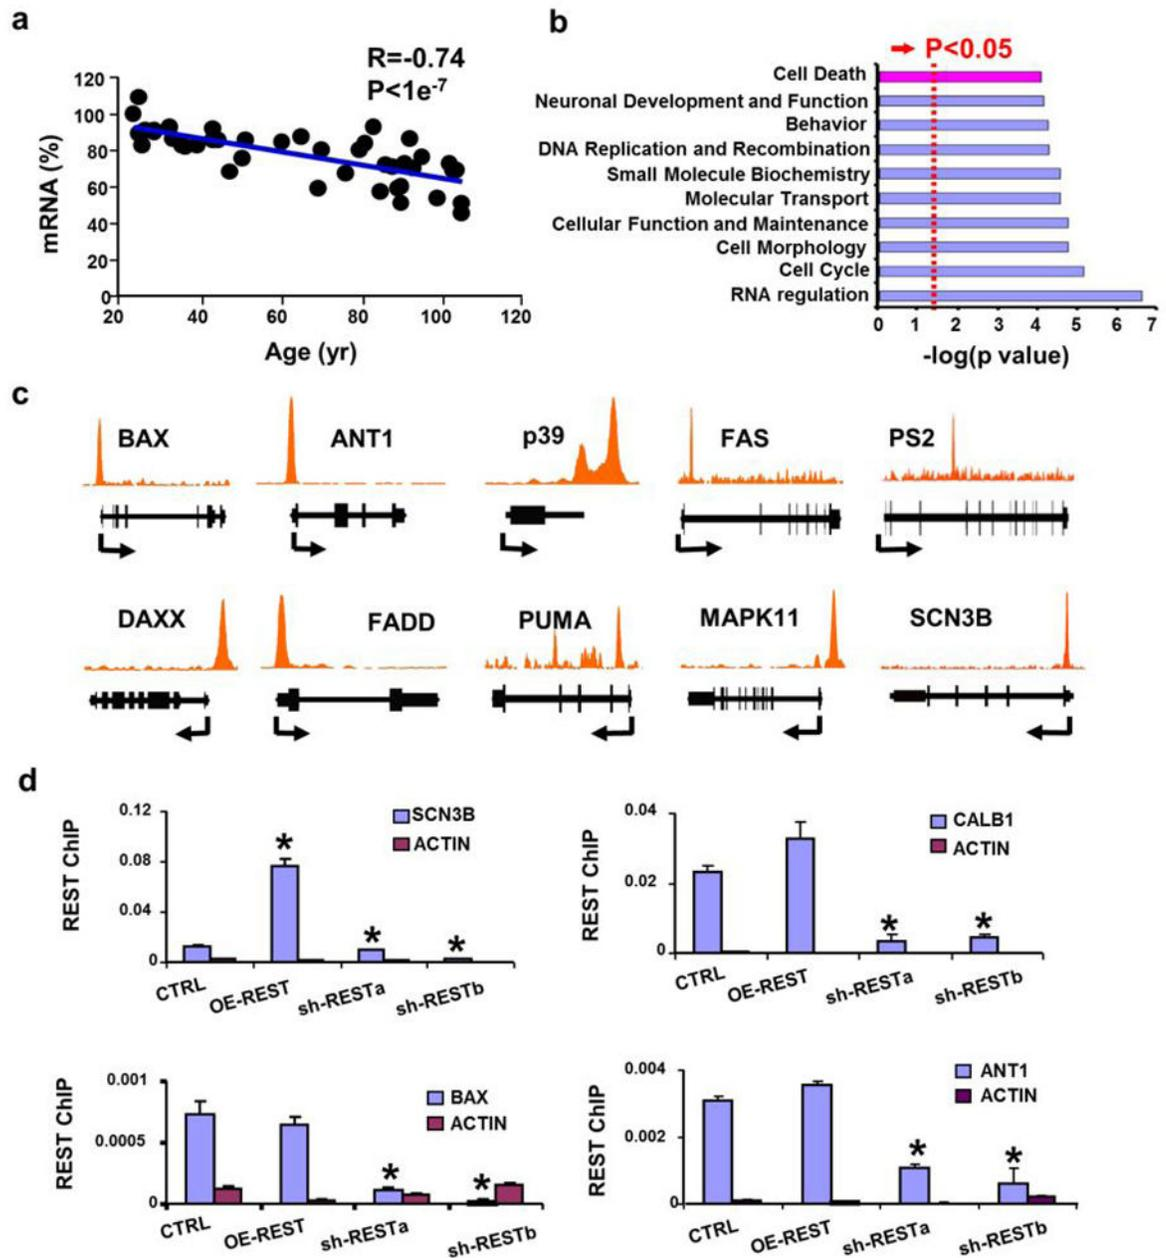 a
R=-0.74
P<1e-7
mRNA (%)
120
100
80
60
40
20
0
20 40 60 80 100 120
Age (yr)
b
P<0.05
Cell Death
Neuronal Development and Function
Behavior
DNA Replication and Recombination
Small Molecule Biochemistry
Molecular Transport
Cellular Function and Maintenance
Cell Morphology
Cell Cycle
RNA regulation
0 1 2 3 4 5 6 7
-log(p value)
c
BAX ANT1 p39 FAS PS2
DAXX FADD PUMA MAPK11 SCN3B
d
REST ChIP
0.12
0.08
0.04
0
SCN3B
ACTIN
* * *
CTRL OE-REST sh-RESTa sh-RESTb
REST ChIP
0.04
0.02
0
CALB1
ACTIN
* *
CTRL OE-REST sh-RESTa sh-RESTb
REST ChIP
0.001
0.0005
0
BAX
ACTIN
* *
CTRL OE-REST sh-RESTa sh-RESTb
REST ChIP
0.004
0.002
0
ANT1
ACTIN
* *
CTRL OE-REST sh-RESTa sh-RESTb